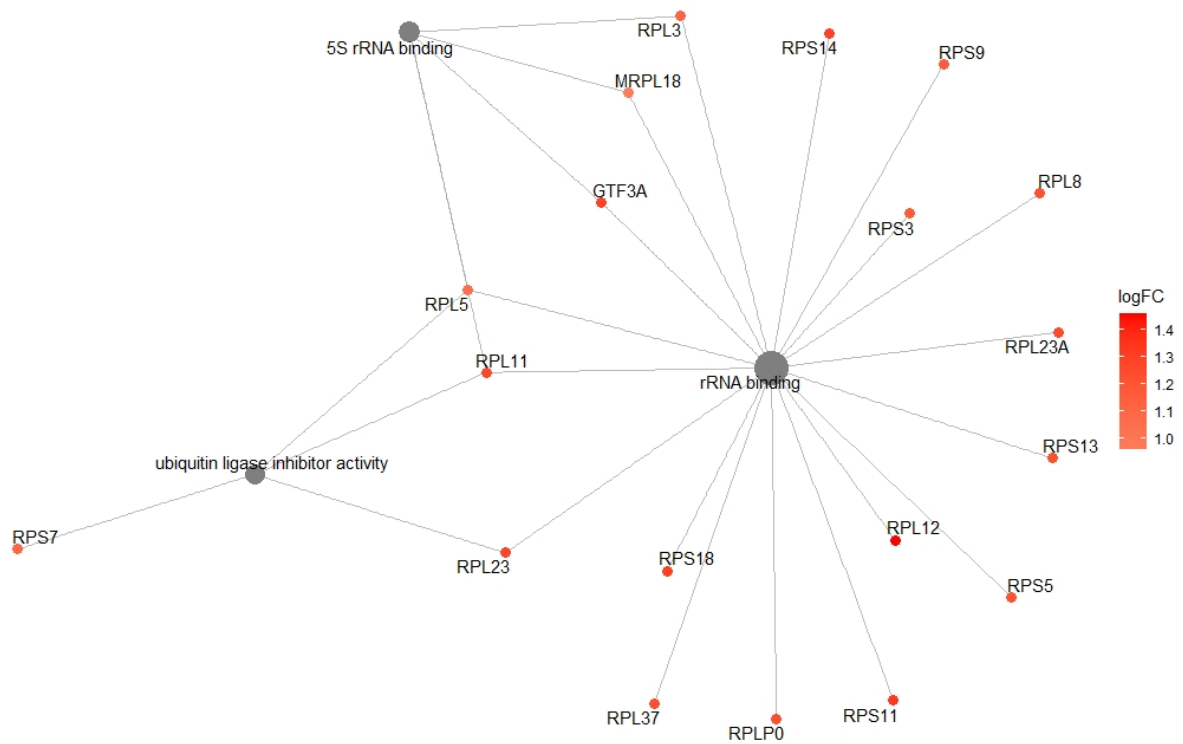 RPL3
RPS14
5S rRNA binding
RPS9
MRPL18
GTF3A
RPL8
RPS3
logFC
RPL5
1.4
RPL23A
1.3
RPL11
rRNA binding
1.2
1.1
1.0
RPS13
ubiquitin ligase inhibitor activity
RPL12
RPS7
RPS18
RPL23
RPS5
RPL37
RPS11
RPLP0